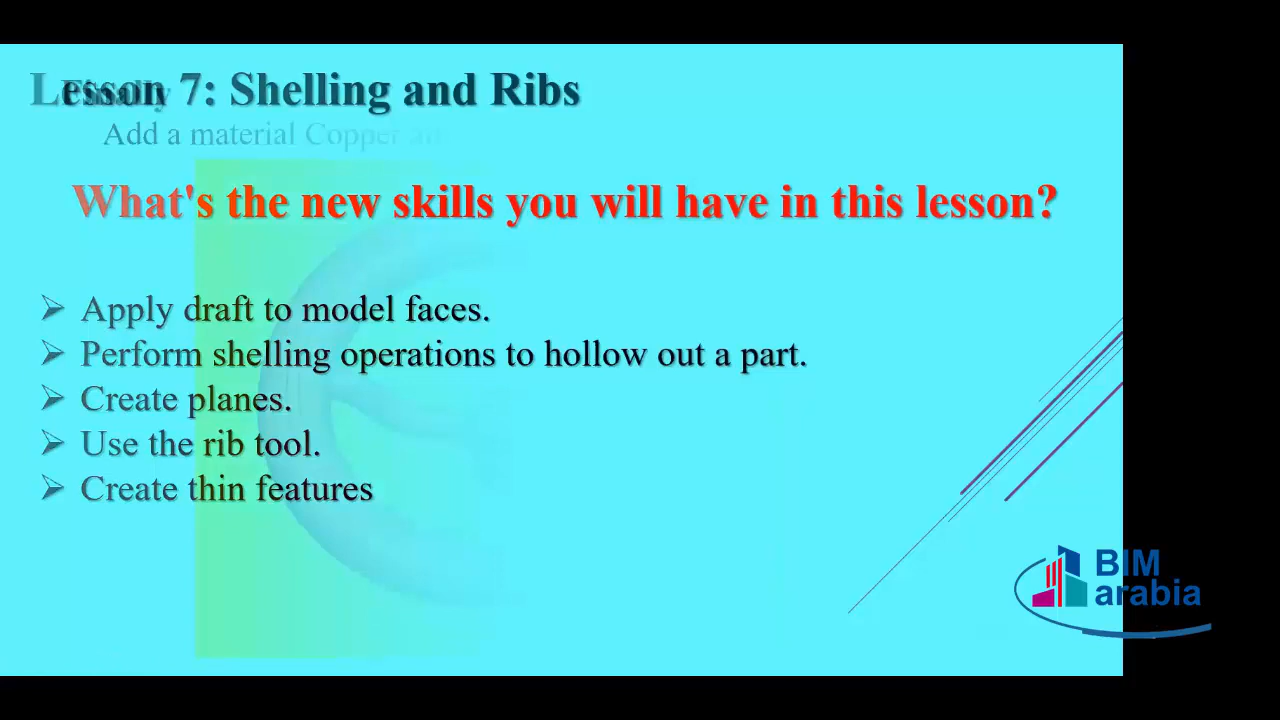 Lesson 7: Shelling and Ribs
Finally
Add a material Copper
What's the new skills you will have in this lesson?
Apply draft to model faces.
Perform shelling operations to hollow out a part.
Create planes.
Use the rib tool.
Create thin features
BIM
arabia